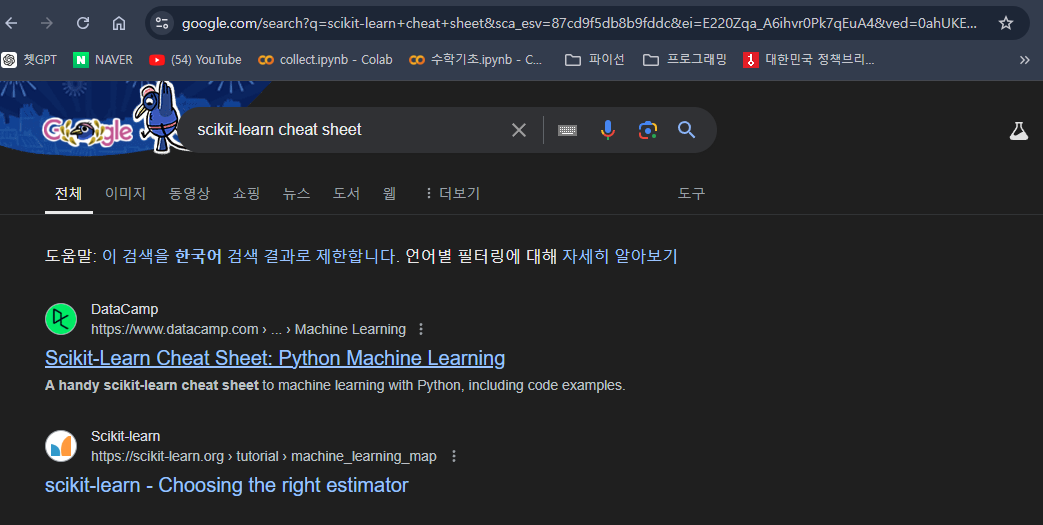 google.com/search?q=scikit-learn+cheat+sheet&sca_esv=87cd9f5db8b9fddc&ei=E220Zqa_A6ihvr0Pk7qEuA4&ved=0ahUKE...
챗GPT NAVER (54) YouTube collect.ipynb - Colab 수학기초.ipynb - C... 파이선 프로그래밍 대한민국 정책브리...
Google scikit-learn cheat sheet
전체 이미지 동영상 쇼핑 뉴스 도서 웹 더보기 도구
도움말: 이 검색을 한국어 검색 결과로 제한합니다. 언어별 필터링에 대해 자세히 알아보기
DataCamp
https://www.datacamp.com › ... › Machine Learning
Scikit-Learn Cheat Sheet: Python Machine Learning
A handy scikit-learn cheat sheet to machine learning with Python, including code examples.
Scikit-learn
https://scikit-learn.org › tutorial › machine_learning_map
scikit-learn - Choosing the right estimator